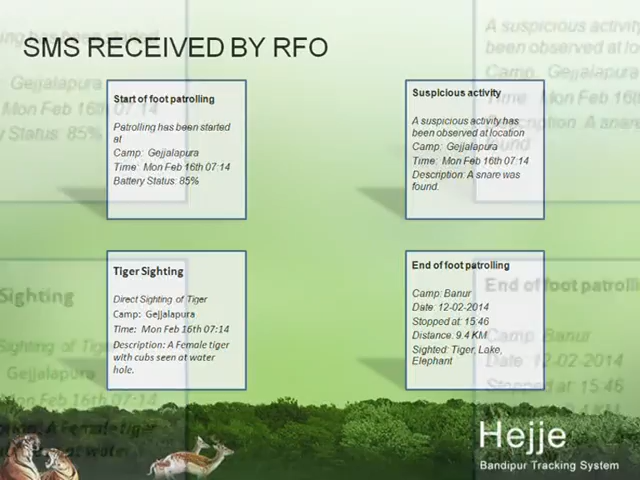 SMS RECEIVED BY RFO
Start of foot patrolling
Patrolling has been started
at
Camp: Gejjalapura
Time: Mon Feb 16th 07:14
Battery Status: 85%
Suspicious activity
A suspicious activity has
been observed at location
Camp: Gejjalapura
Time: Mon Feb 16th 07:14
Description: A snare was
found.
Tiger Sighting
Direct Sighting of Tiger
Camp: Gejjalapura
Time: Mon Feb 16th 07:14
Description: A Female tiger
with cubs seen at water
hole.
End of foot patrolling
Camp: Banur
Date: 12-02-2014
Stopped at: 15:46
Distance: 9.4 KM
Sighted: Tiger, Lake,
Elephant
Hejje
Bandipur Tracking System